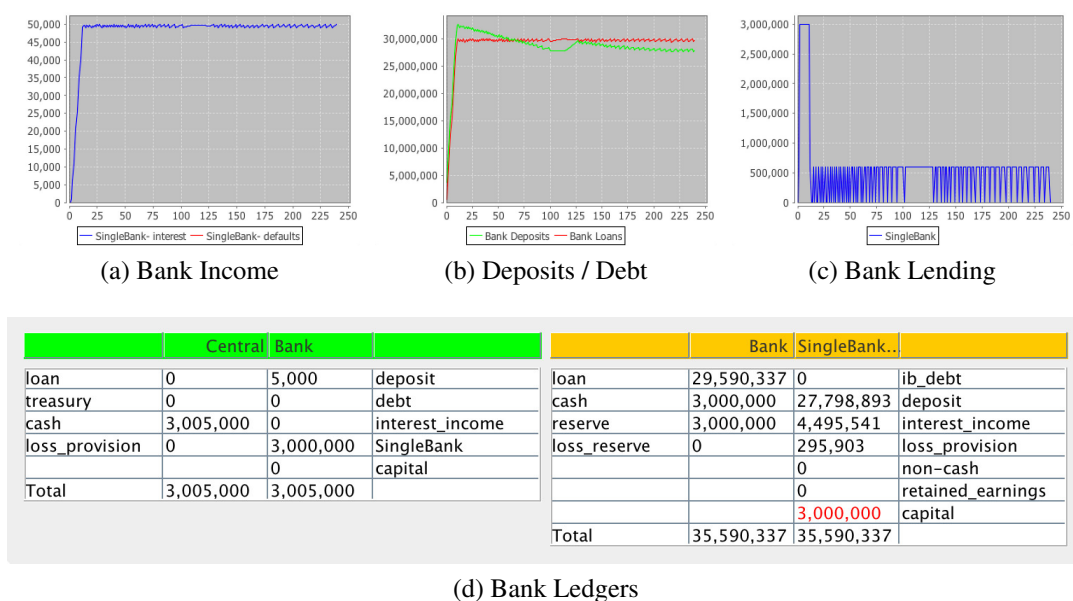 50,000
45,000
40,000
35,000
30,000
25,000
20,000
15,000
10,000
5,000
0
0 25 50 75 100 125 150 175 200 225 250
SingleBank- interest SingleBank- defaults
(a) Bank Income
30,000,000
25,000,000
20,000,000
15,000,000
10,000,000
5,000,000
0
0 25 50 75 100 125 150 175 200 225 250
Bank Deposits Bank Loans
(b) Deposits / Debt
3,000,000
2,500,000
2,000,000
1,500,000
1,000,000
500,000
0
0 25 50 75 100 125 150 175 200 225 250
SingleBank
(c) Bank Lending
Central Bank
loan 0 5,000 deposit
treasury 0 0 debt
cash 3,005,000 0 interest_income
loss_provision 0 3,000,000 SingleBank
0 capital
Total 3,005,000 3,005,000
Bank SingleBank...
loan 29,590,337 0 ib_debt
cash 3,000,000 27,798,893 deposit
reserve 3,000,000 4,495,541 interest_income
loss_reserve 0 295,903 loss_provision
0 non-cash
0 retained_earnings
3,000,000 capital
Total 35,590,337 35,590,337
(d) Bank Ledgers